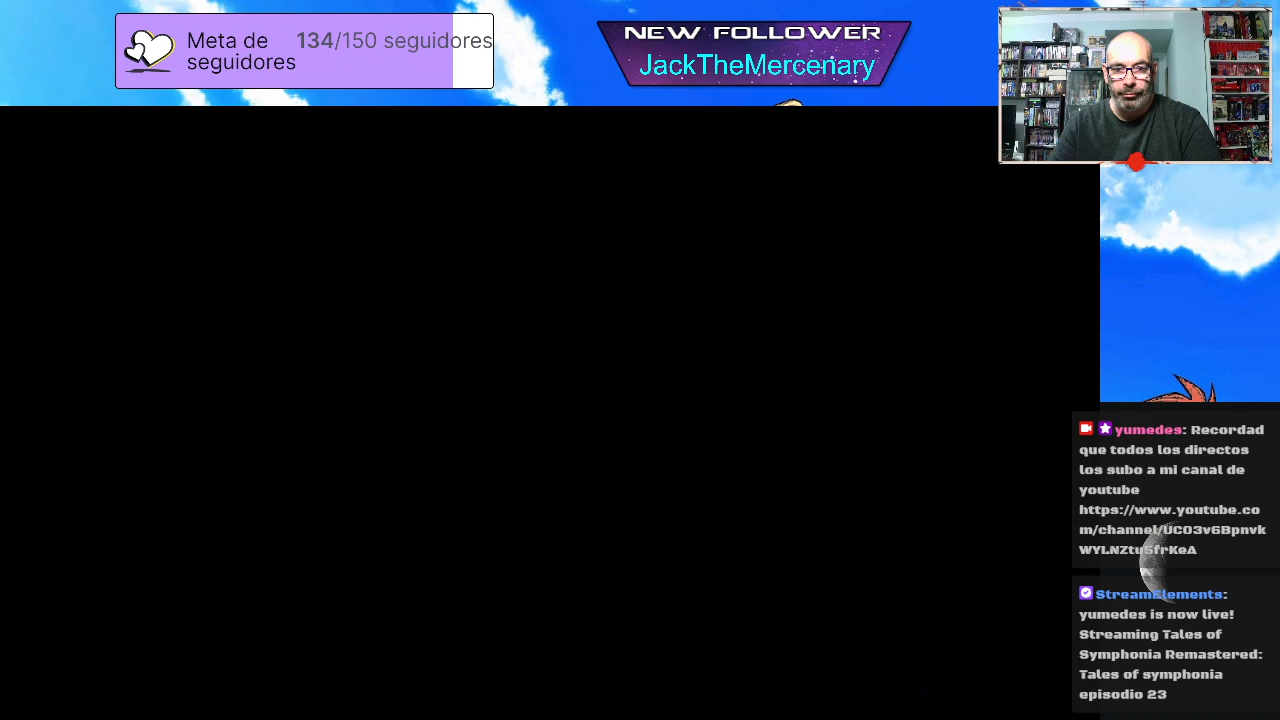 Meta de seguidores
134/150 seguidores
NEW FOLLOWER
JackTheMercenary
yumedes: Recordad
que todos los directos
los subo a mi canal de
youtube
https://www.youtube.co
m/channel/UCO3v6Bpnvk
WYLNZtu5frKeA
StreamElements:
yumedes is now live!
Streaming Tales of
Symphonia Remastered:
Tales of symphonia
episodio 23